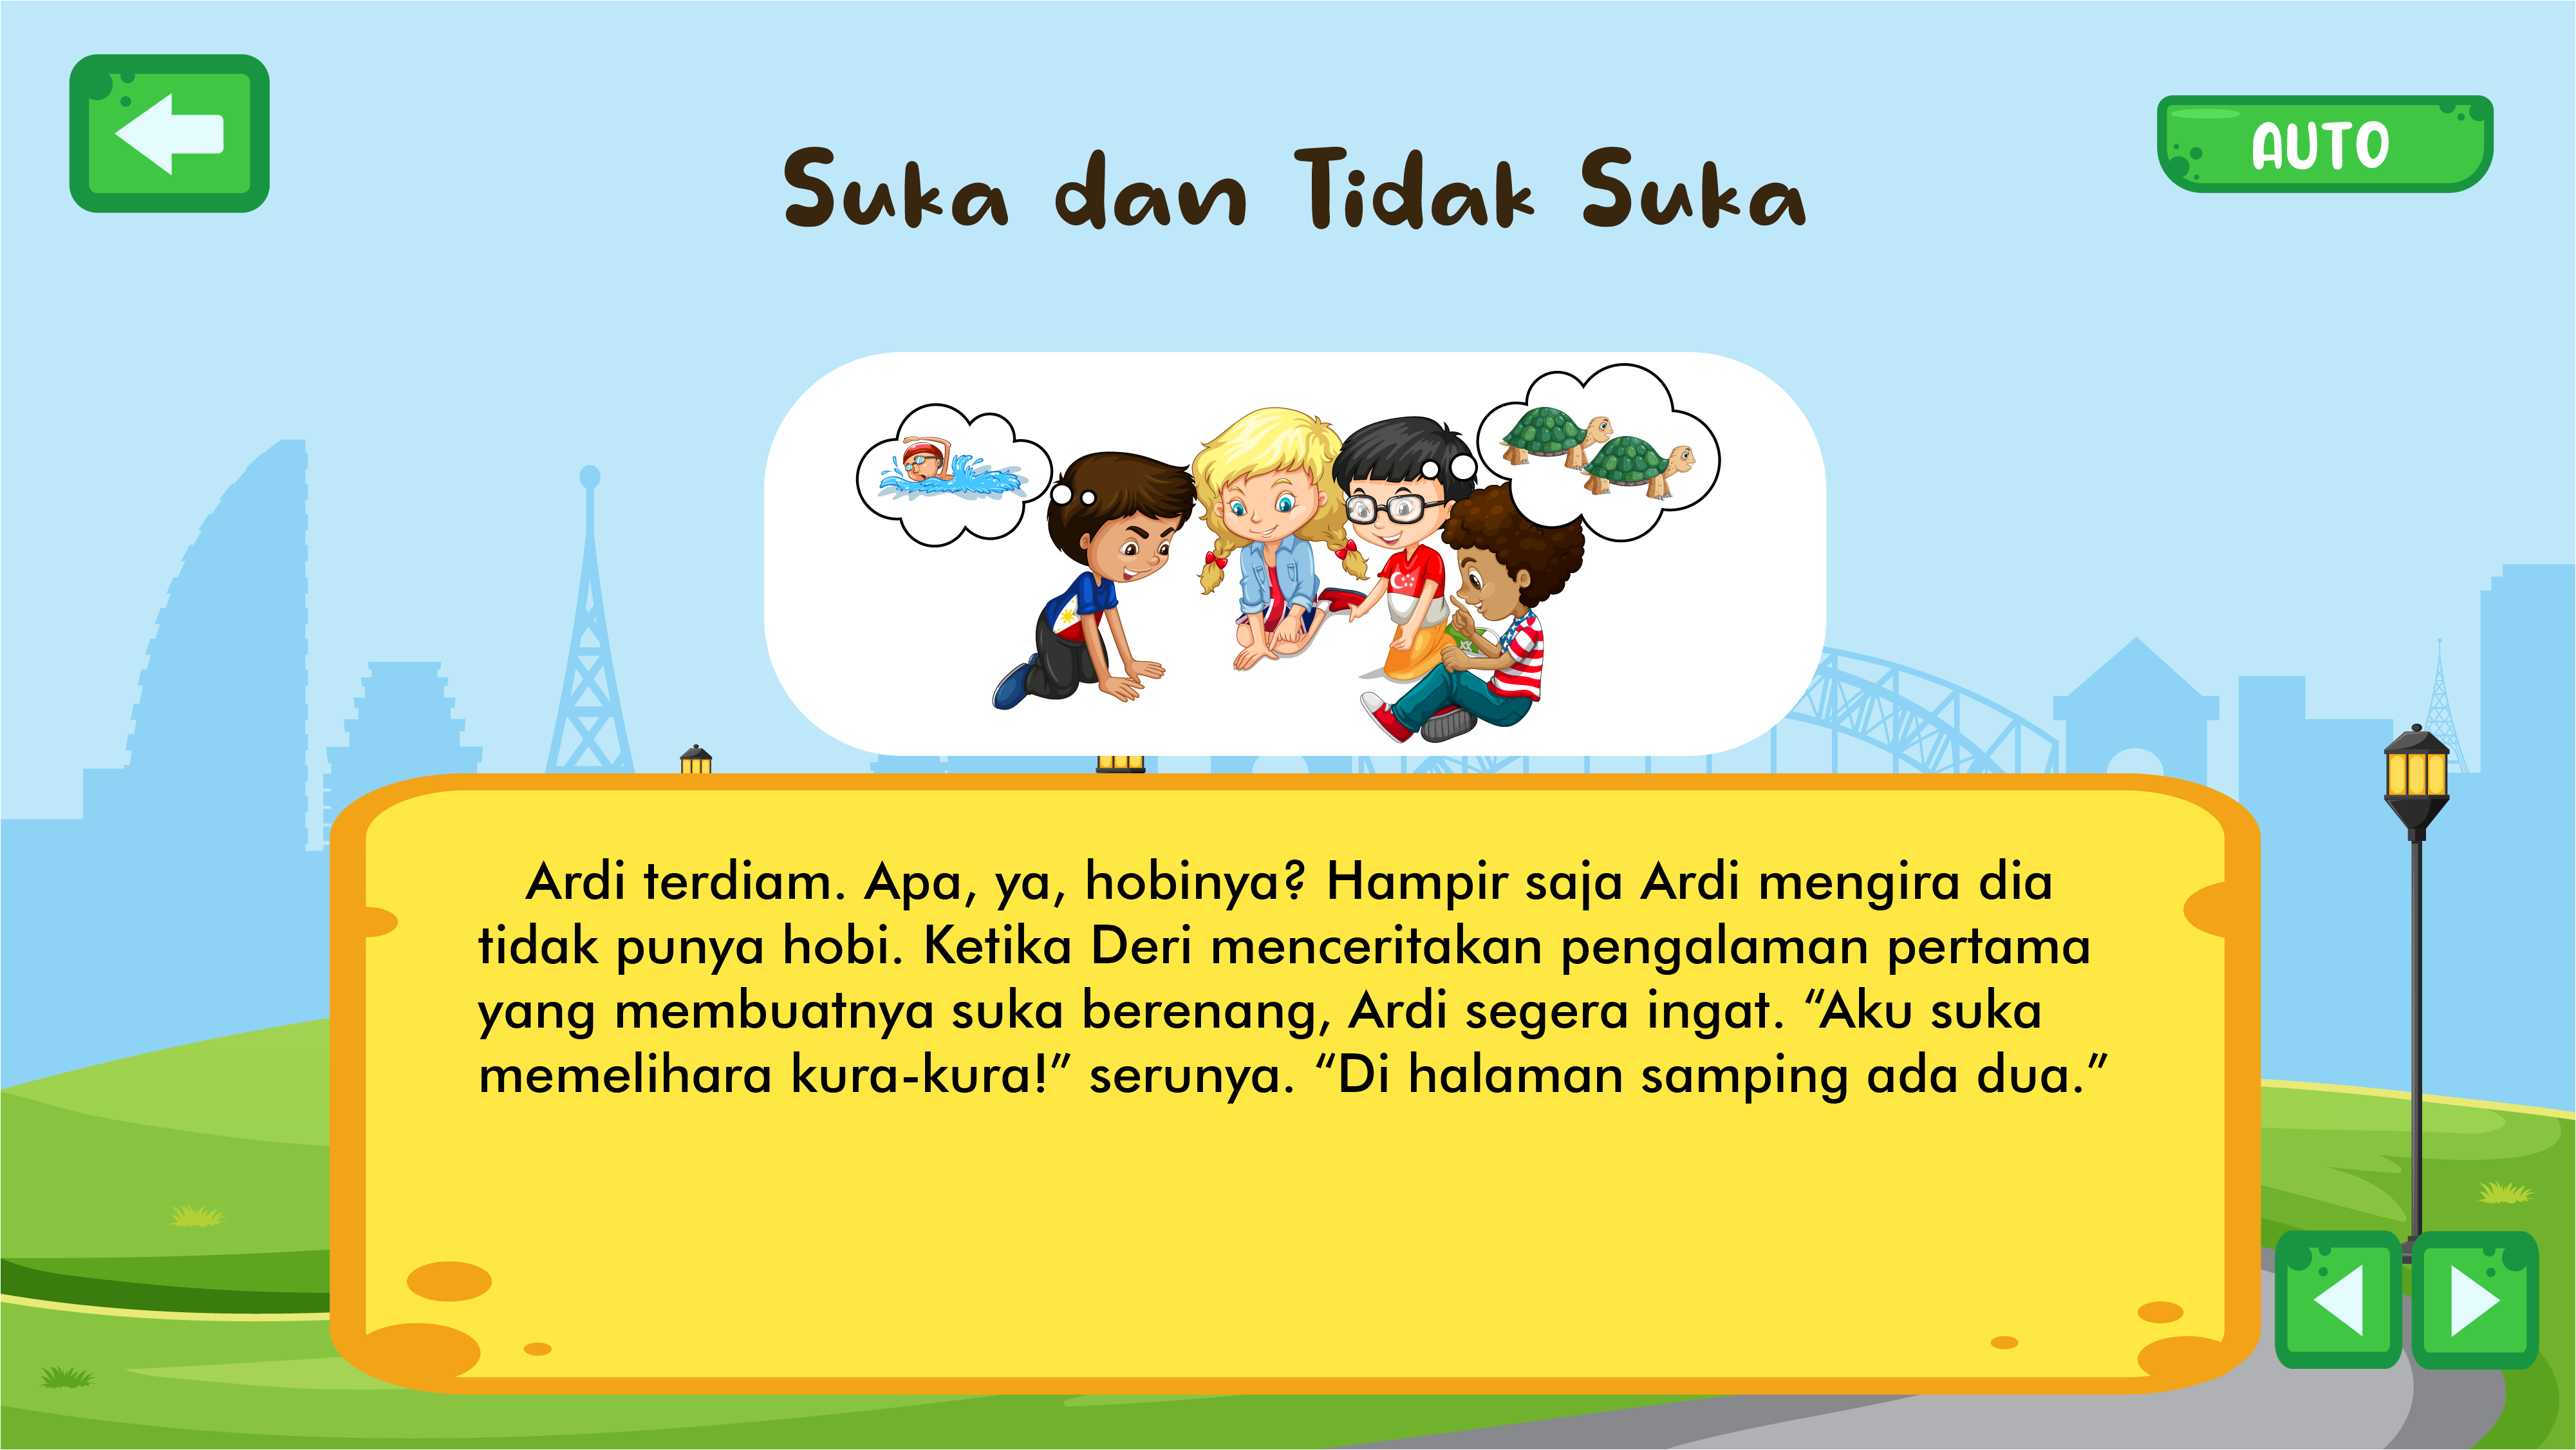 AUTO
Suka dan Tidak Suka
XK
Ardi terdiam. Apa, ya, hobinya? Hampir saja Ardi mengira dia
tidak punya hobi. Ketika Deri menceritakan pengalaman pertama
yang membuatnya suka berenang, Ardi segera ingat. “Aku suka
memelihara kura-kura!” serunya. “Di halaman samping ada dua.”